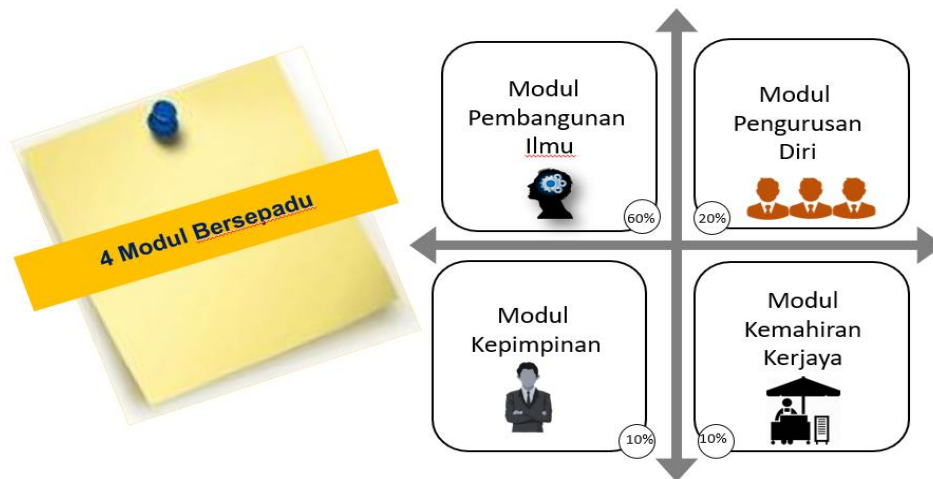 4 Modul Bersepadu
Modul
Pembangunan
Ilmu
60%
Modul
Pengurusan
Diri
20%
Modul
Kepimpinan
10%
Modul
Kemahiran
Kerjaya
10%